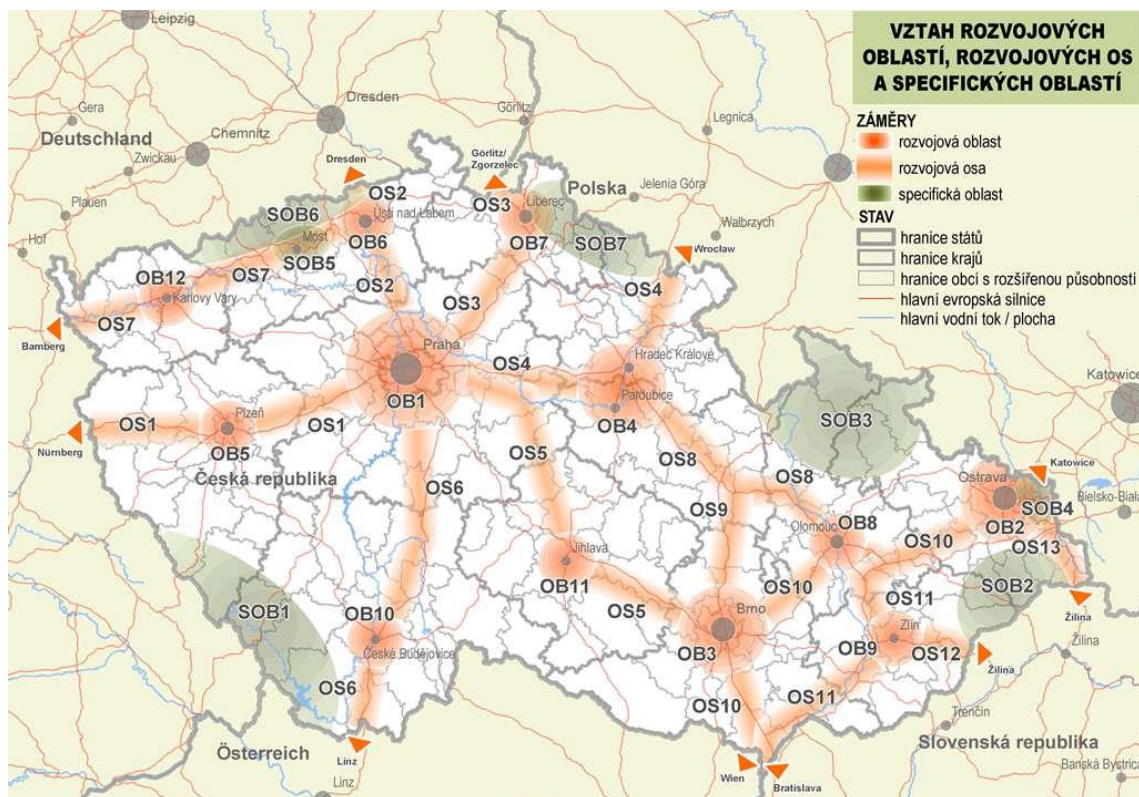 VZTAH ROZVOJOVÝCH
OBLASTÍ, ROZVOJOVÝCH OS
A SPECIFICKÝCH OBLASTÍ
ZÁMĚRY
rozvojová oblast
rozvojová osa
specifická oblast
STAV
hranice států
hranice krajů
hranice obcí s rozšířenou působností
hlavní evropská silnice
hlavní vodní tok / plocha
Leipzig
Dresden
Görlitz
Legnica
Gera
Deutschland
Chemnitz
Zwickau
Dresden
Görlitz/
Zgorzelec
Polska
Jelenia Góra
Plauen
Hof
OS2
OS3
Liberec
Wałbrzych
SOB6
Ústí nad Labem
OB6
OB7
SOB7
Wrocław
Most
SOB5
OB12
OS7
Karlovy Vary
OS2
OS3
OS4
OS7
Bamberg
Praha
OS4
Hradec Králové
Katowice
OB1
Pardubice
OB4
Plzeň
OS1
OS1
OB5
SOB3
Nürnberg
OS5
OS8
Česká republika
OS8
OS6
Katowice
Ostrava
Bielsko-Biała
SOB4
OS9
OB8
OB2
Olomouc
OS10
OS13
Jihlava
OB11
OS10
SOB2
OS11
SOB1
OB10
OS5
Brno
Zlín
Žilina
České Budějovice
OB3
OB9
OS12
Žilina
Žilina
OS6
OS10
OS11
Trenčín
Österreich
Linz
Slovenská republika
Linz
Wien
Bratislava
Banská Bystrica